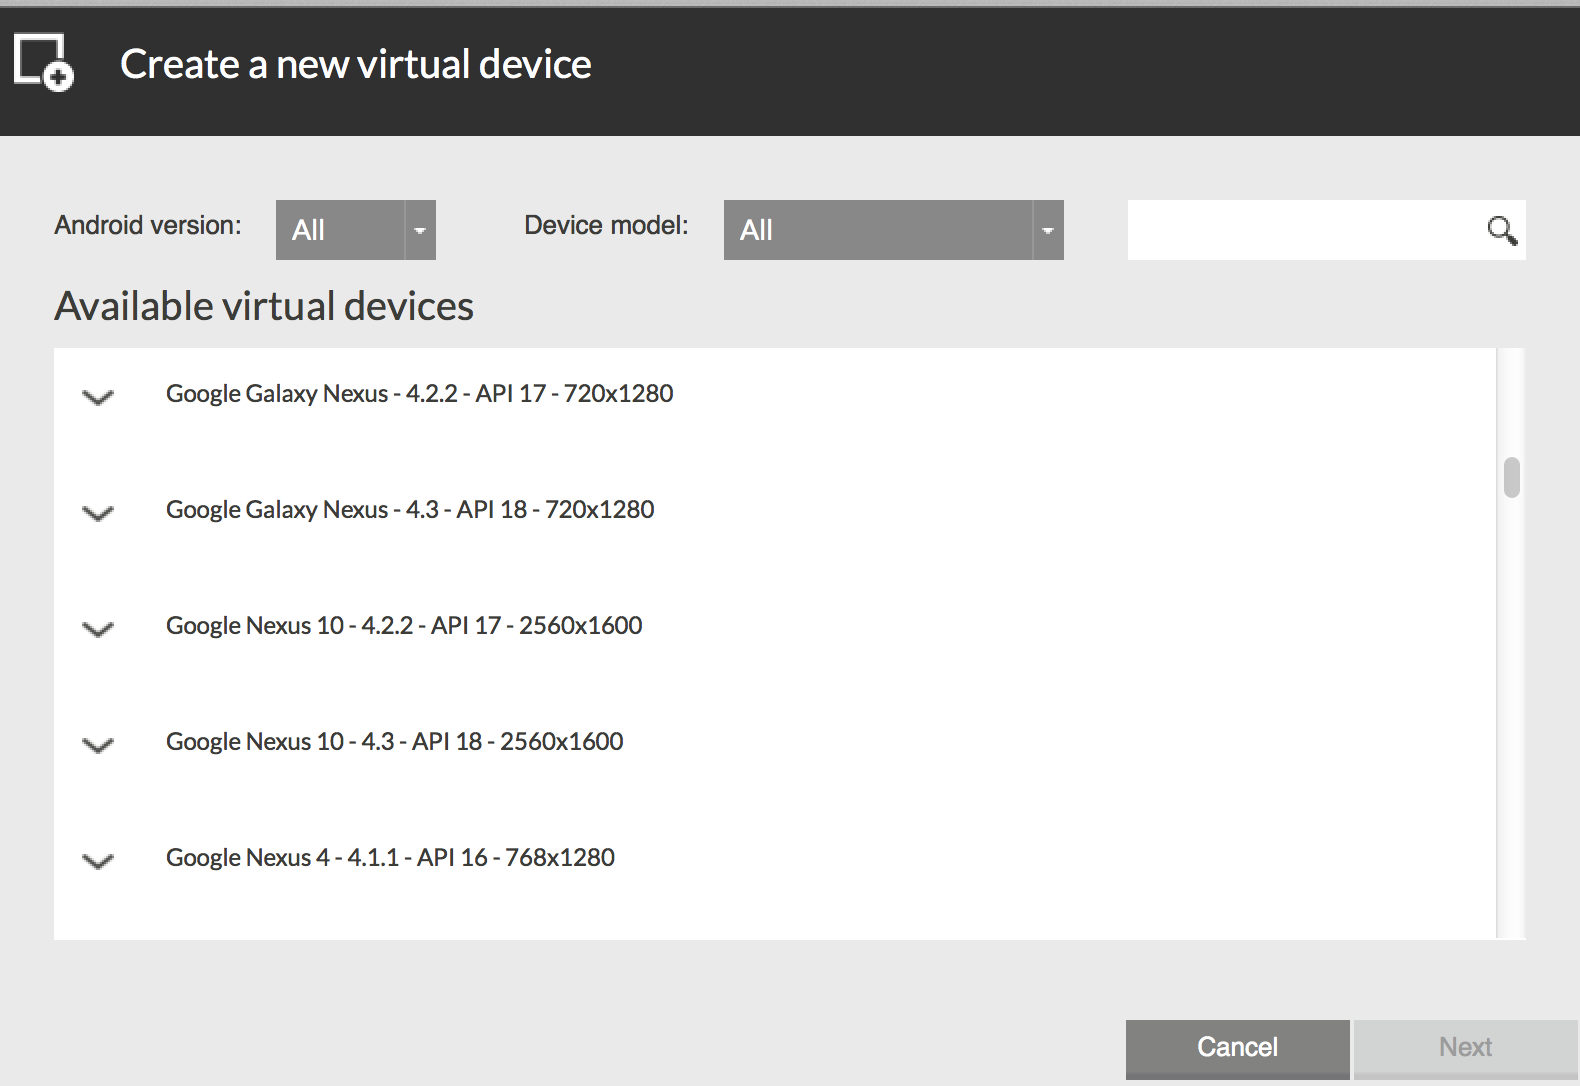 Create a new virtual device
Android version: All Device model: All
Available virtual devices
Google Galaxy Nexus - 4.2.2 - API 17 - 720x1280
Google Galaxy Nexus - 4.3 - API 18 - 720x1280
Google Nexus 10 - 4.2.2 - API 17 - 2560x1600
Google Nexus 10 - 4.3 - API 18 - 2560x1600
Google Nexus 4 - 4.1.1 - API 16 - 768x1280
Cancel Next